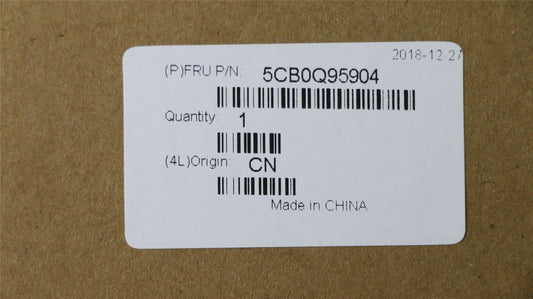 2018-12-27
(P)FRU P/N: 5CB0Q95904
Quantity: 1
(4L)Origin: CN
Made in CHINA